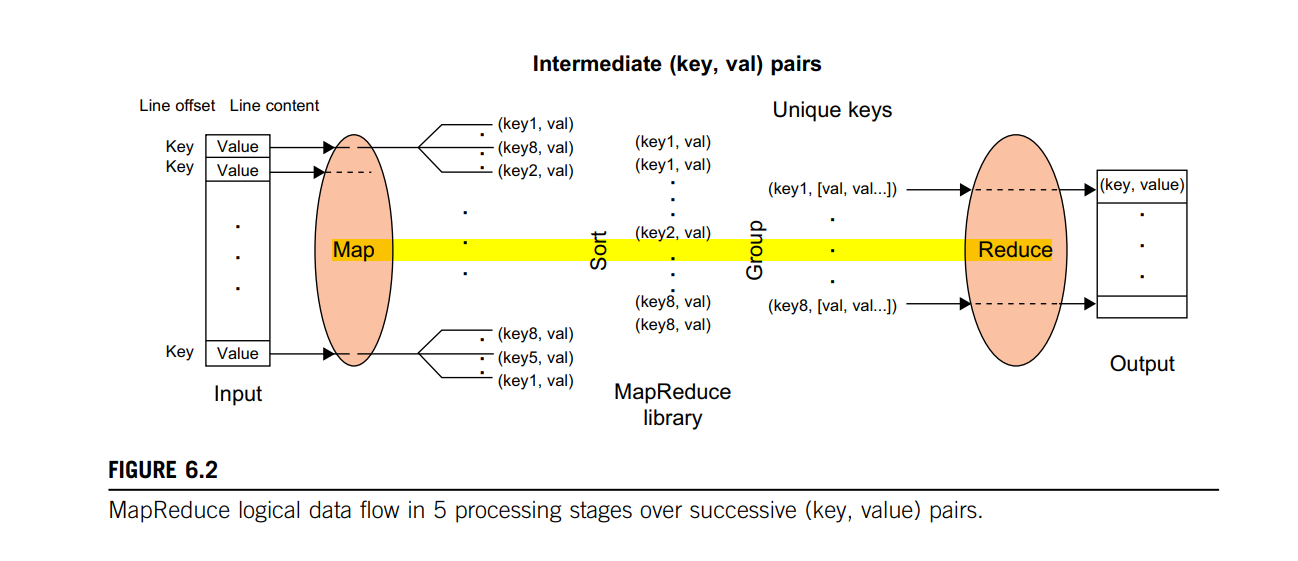 Intermediate (key, val) pairs
Line offset Line content
Unique keys
Key Value
Key Value
(key1, val)
(key8, val)
(key2, val)
Map
Key Value
Input
(key8, val)
(key5, val)
(key1, val)
Sort
(key1, val)
(key1, val)
(key2, val)
(key8, val)
(key8, val)
MapReduce
library
Group
(key1, [val, val...])
(key8, [val, val...])
Reduce
(key, value)
Output
FIGURE 6.2
MapReduce logical data flow in 5 processing stages over successive (key, value) pairs.